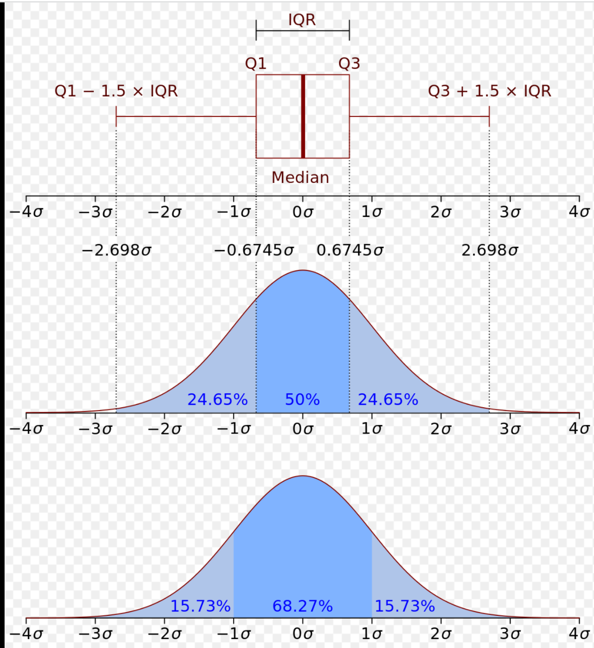 IQR
Q1 Q3
Q1 − 1.5 × IQR Q3 + 1.5 × IQR
Median
−4σ −3σ −2σ −1σ 0σ 1σ 2σ 3σ 4σ
−2.698σ −0.6745σ 0.6745σ 2.698σ
24.65% 50% 24.65%
−4σ −3σ −2σ −1σ 0σ 1σ 2σ 3σ 4σ
15.73% 68.27% 15.73%
−4σ −3σ −2σ −1σ 0σ 1σ 2σ 3σ 4σ